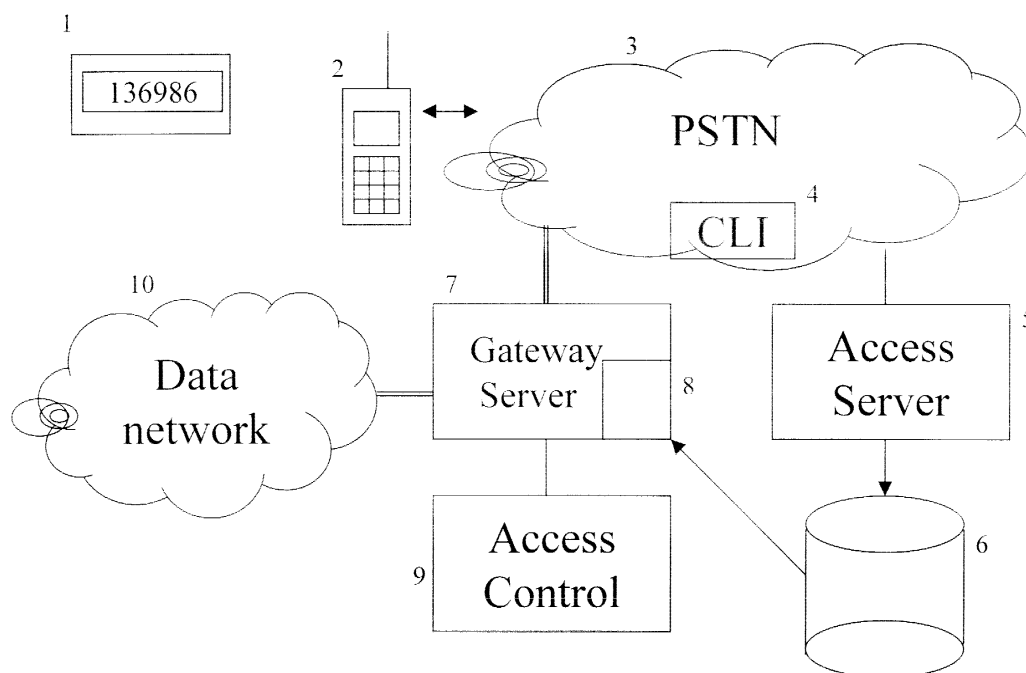 1
136986
2
3
PSTN
4
CLI
10
Data
network
7
Gateway
Server
8
5
Access
Server
9
Access
Control
6